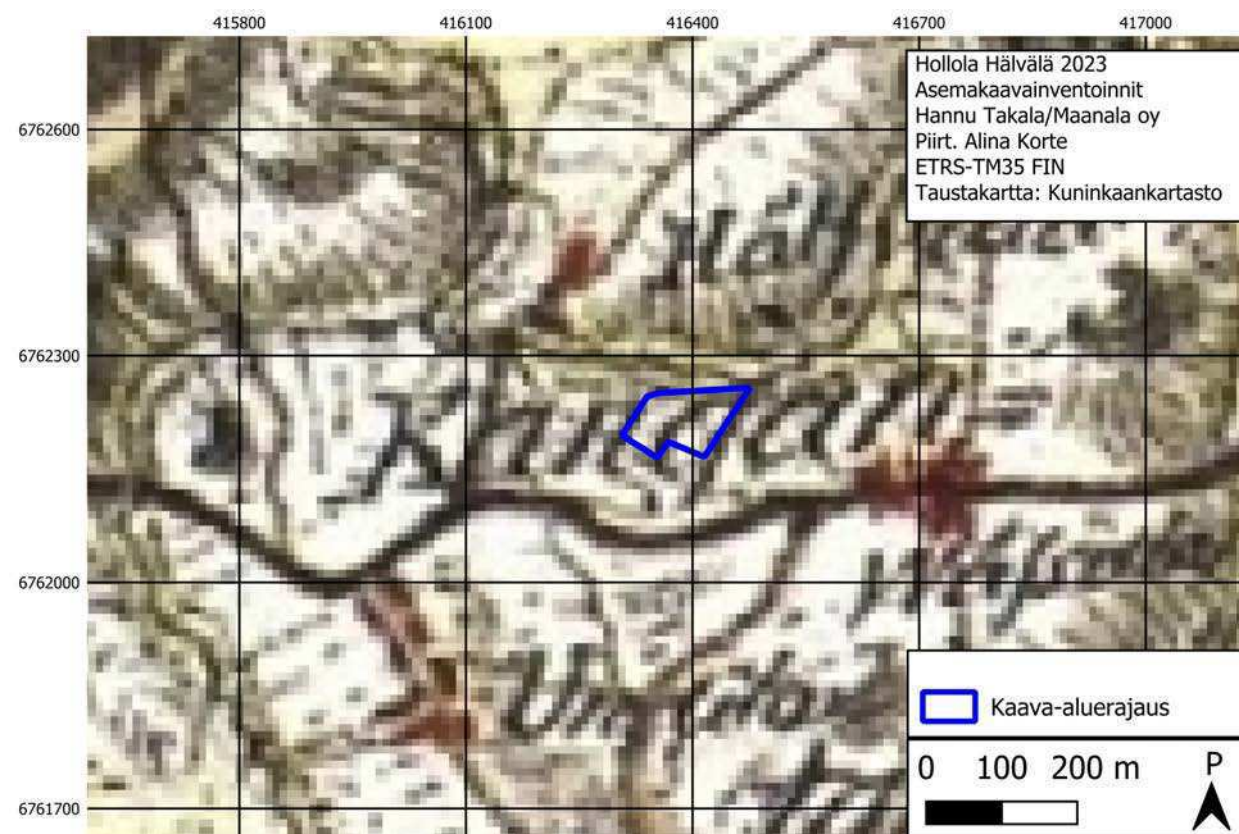 415800 416100 416400 416700 417000
Hollola Hälvälä 2023
Asemakaavainventoinnit
Hannu Takala/Maanala oy
Piirt. Alina Korte
ETRS-TM35 FIN
Taustakartta: Kuninkaankartasto
6762600
6762300
6762000
6761700
Kaava-aluerajaus
0 100 200 m P